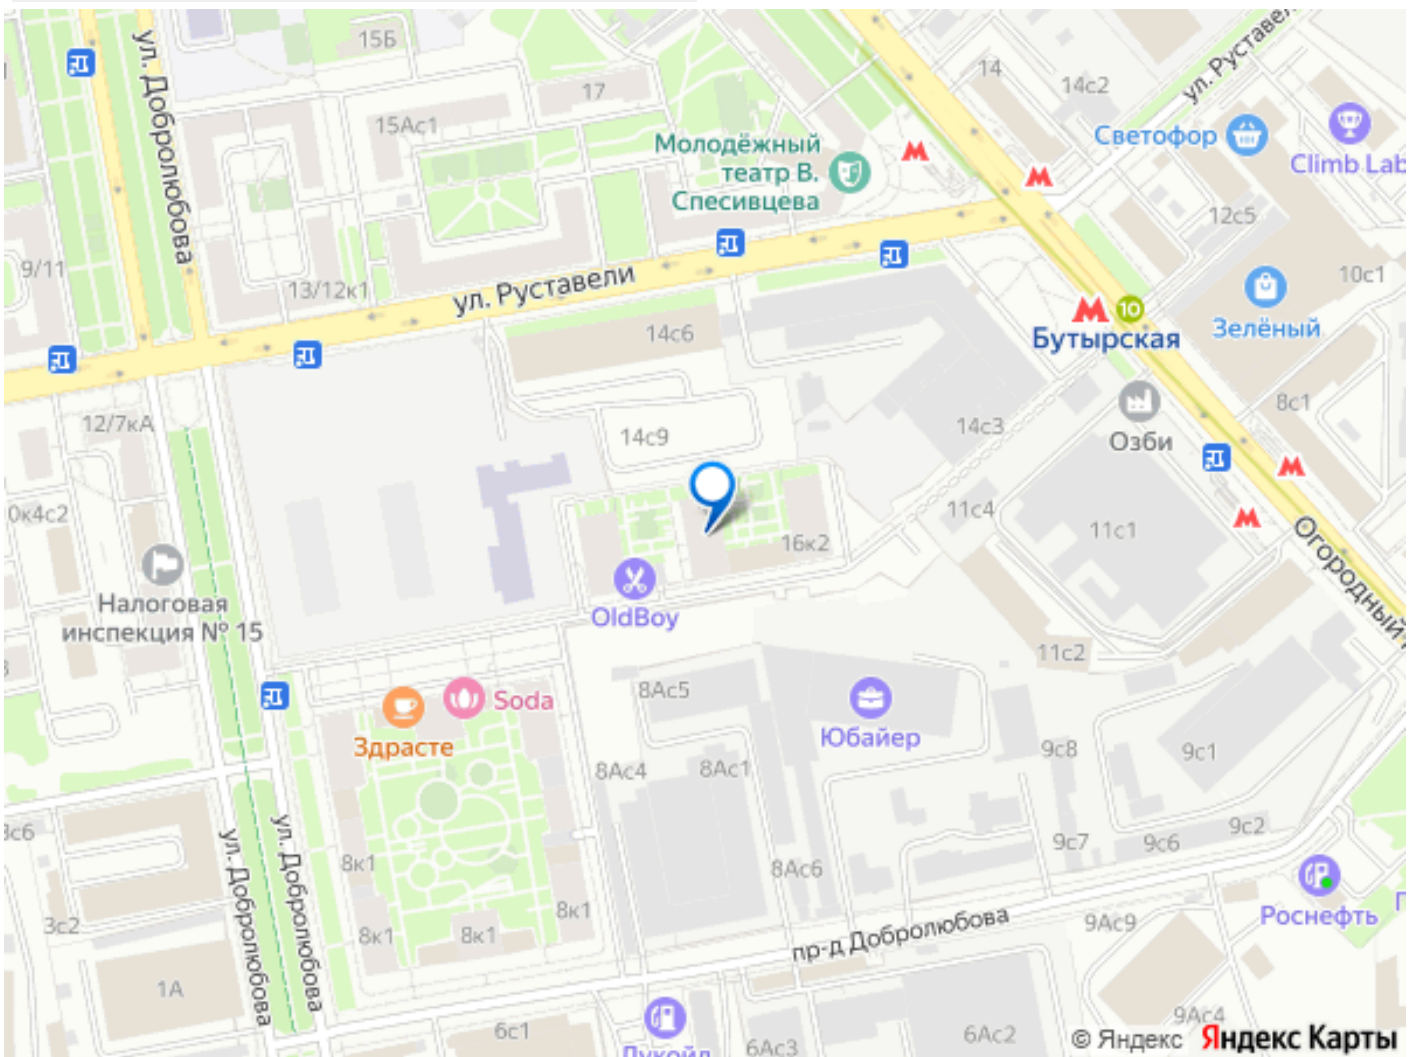 ул. Добролюбова
15Б
17
15Ас1
14
14с2
ул. Руставели
Светофор
Climb Lab
Молодёжный
театр В.
Спесивцева
12с5
9/11
13/12к1
ул. Руставели
10с1
10
Бутырская
Зелёный
14с6
8с1
12/7кА
14с9
14с3
Озби
11с4
11с1
16к2
Огородный
Налоговая
инспекция № 15
OldBoy
11с2
8Ас5
Soda
Здрасте
Юбайер
9с8
9с1
8Ас4
8Ас1
9с2
9с7
9с6
ул. Добролюбова
ул. Добролюбова
8к1
8Ас6
Роснефть
3с2
8к1
8к1
8к1
пр-д Добролюбова
9Ас9
1А
6с1
Лукойл
6Ас3
6Ас2
9Ас4
© Яндекс Яндекс Карты